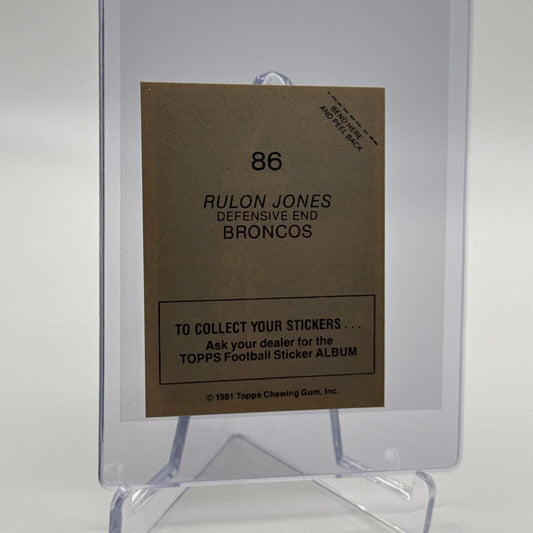 BEND HERE
AND PEEL BACK
86
RULON JONES
DEFENSIVE END
BRONCOS
TO COLLECT YOUR STICKERS...
Ask your dealer for the
TOPPS Football Sticker ALBUM
© 1981 Topps Chewing Gum, Inc.